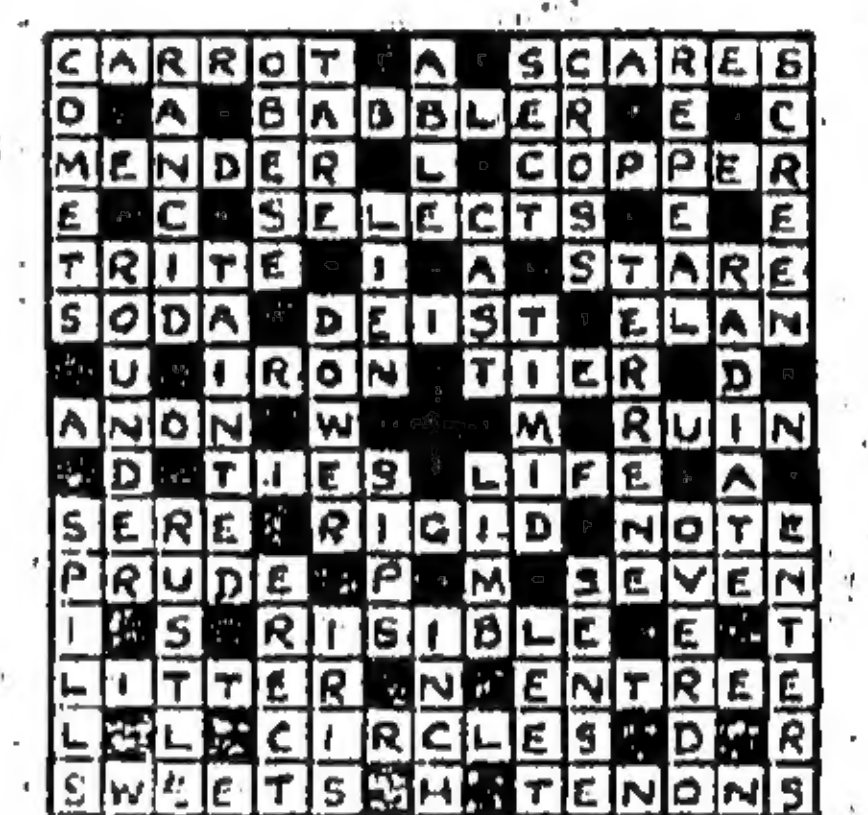 CARROT A SCARES
O A BABBLER E C
MENDER L COPPER
E C SELECTS E E
TRITE I A STARE
SODA DEIST ELAN
U IRON TIER D
ANON W M RUIN
D TIES LIFE A
SERE RIGID NOTE
PRUDE P M SEVEN
I S RISIBLE E T
LITTER N ENTREE
L L CIRCLES D R
SWEETS H TENONS